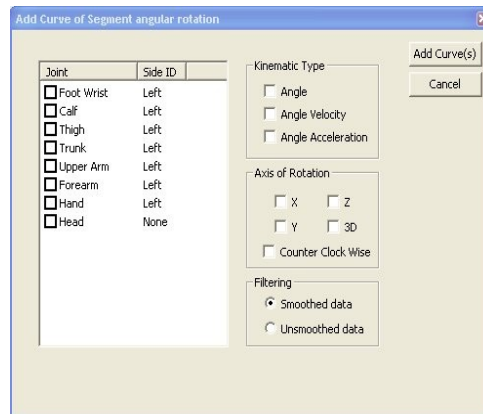 Add Curve of Segment angular rotation
Joint Side ID
Foot Wrist Left
Calf Left
Thigh Left
Trunk Left
Upper Arm Left
Forearm Left
Hand Left
Head None
Kinematic Type
Angle
Angle Velocity
Angle Acceleration
Axis of Rotation
X Z
Y 3D
Counter Clock Wise
Filtering
Smoothed data
Unsmoothed data
Add Curve(s)
Cancel